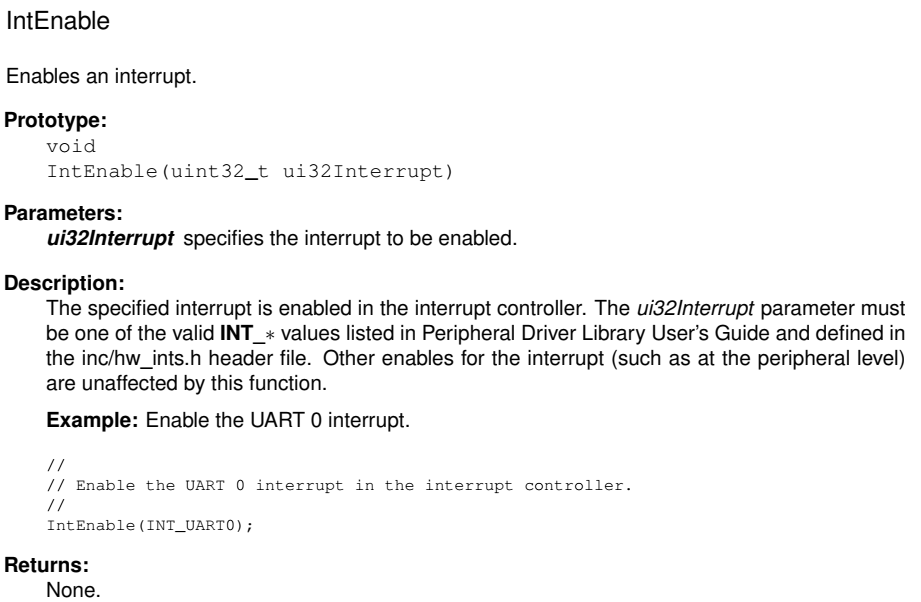 IntEnable
Enables an interrupt.
Prototype:
void
IntEnable(uint32_t ui32Interrupt)
Parameters:
ui32Interrupt specifies the interrupt to be enabled.
Description:
The specified interrupt is enabled in the interrupt controller. The ui32Interrupt parameter must
be one of the valid INT_∗ values listed in Peripheral Driver Library User's Guide and defined in
the inc/hw_ints.h header file. Other enables for the interrupt (such as at the peripheral level)
are unaffected by this function.
Example: Enable the UART 0 interrupt.
//
// Enable the UART 0 interrupt in the interrupt controller.
//
IntEnable(INT_UART0);
Returns:
None.